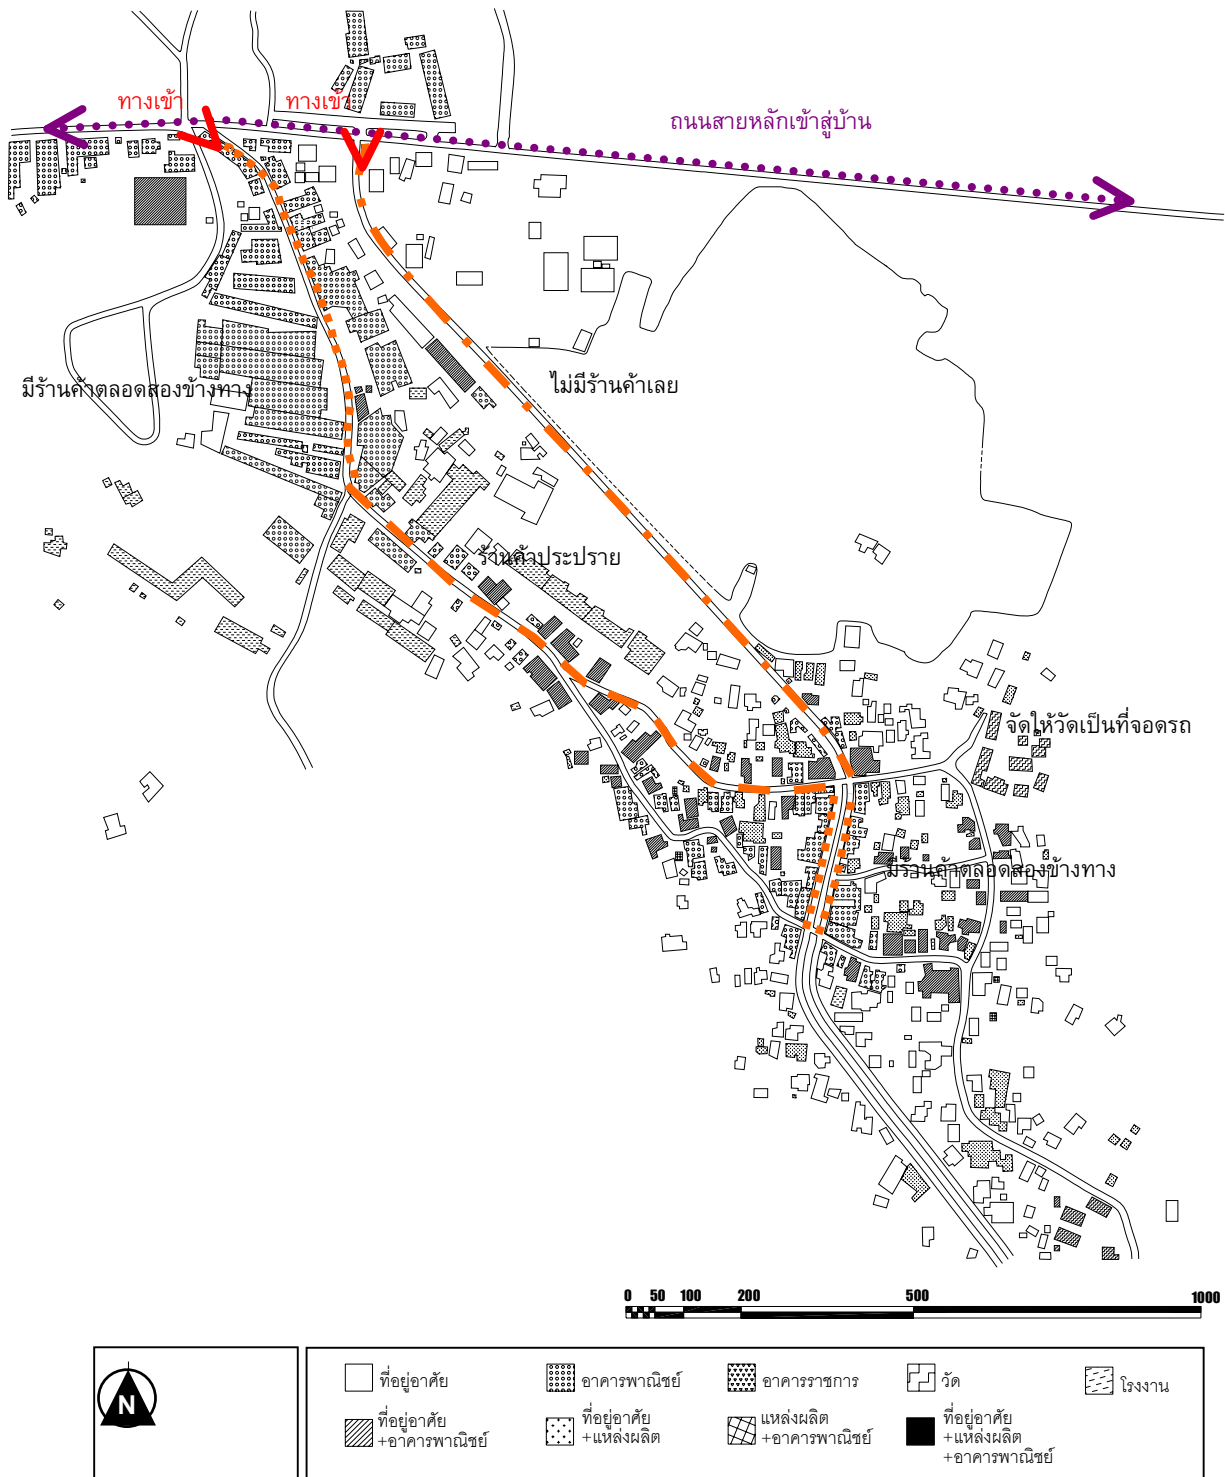 ทางเข้า
ทางเข้า
ถนนสายหลักเข้าสู่บ้าน
มีร้านค้าตลอดสองข้างทาง
ไม่มีร้านค้าเลย
ร้านค้าประปราย
จัดให้วัดเป็นที่จอดรถ
มีร้านค้าตลอดสองข้างทาง
0 50 100 200 500 1000
N
ที่อยู่อาศัย
อาคารพาณิชย์
อาคารราชการ
วัด
โรงงาน
ที่อยู่อาศัย
+อาคารพาณิชย์
ที่อยู่อาศัย
+แหล่งผลิต
แหล่งผลิต
+อาคารพาณิชย์
ที่อยู่อาศัย
+แหล่งผลิต
+อาคารพาณิชย์